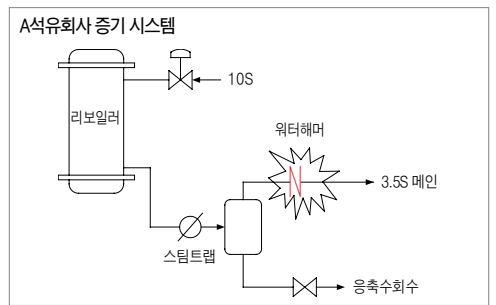 A석유회사 증기 시스템
10S
리보일러
워터해머
3.5S 메인
스팀트랩
응축수회수